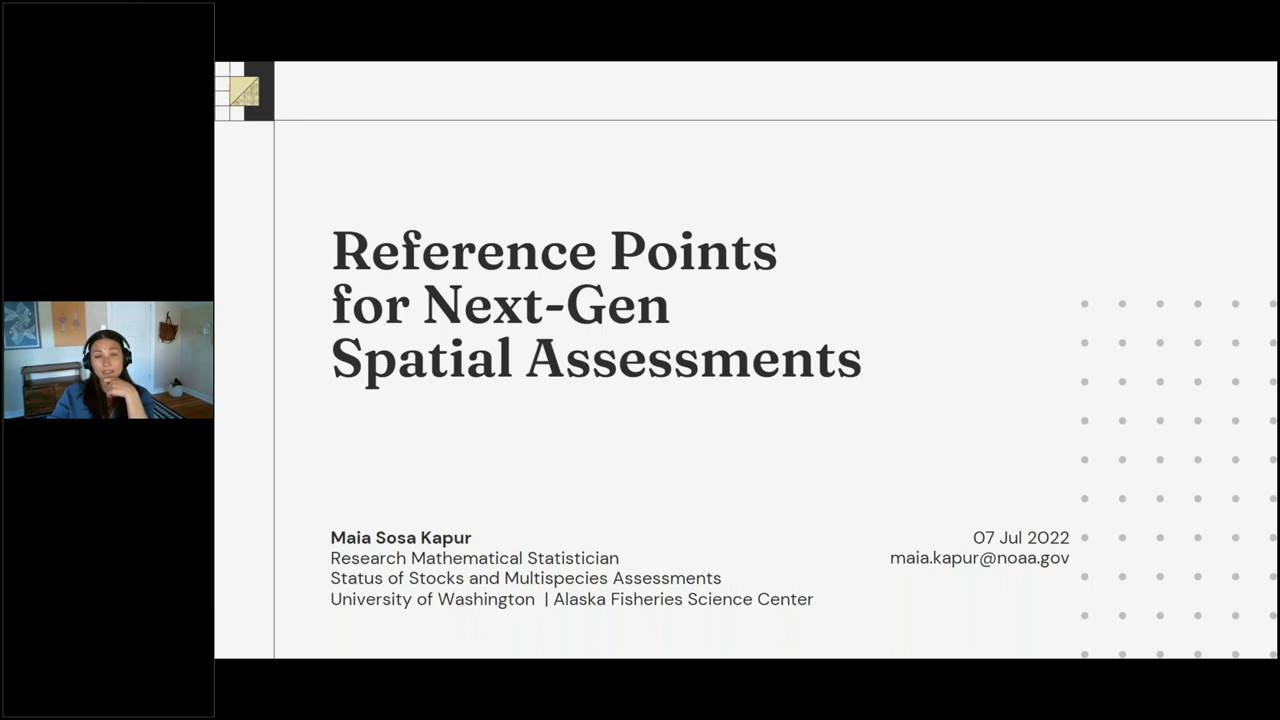 Reference Points
for Next-Gen
Spatial Assessments
Maia Sosa Kapur
Research Mathematical Statistician
Status of Stocks and Multispecies Assessments
University of Washington | Alaska Fisheries Science Center
07 Jul 2022
maia.kapur@noaa.gov